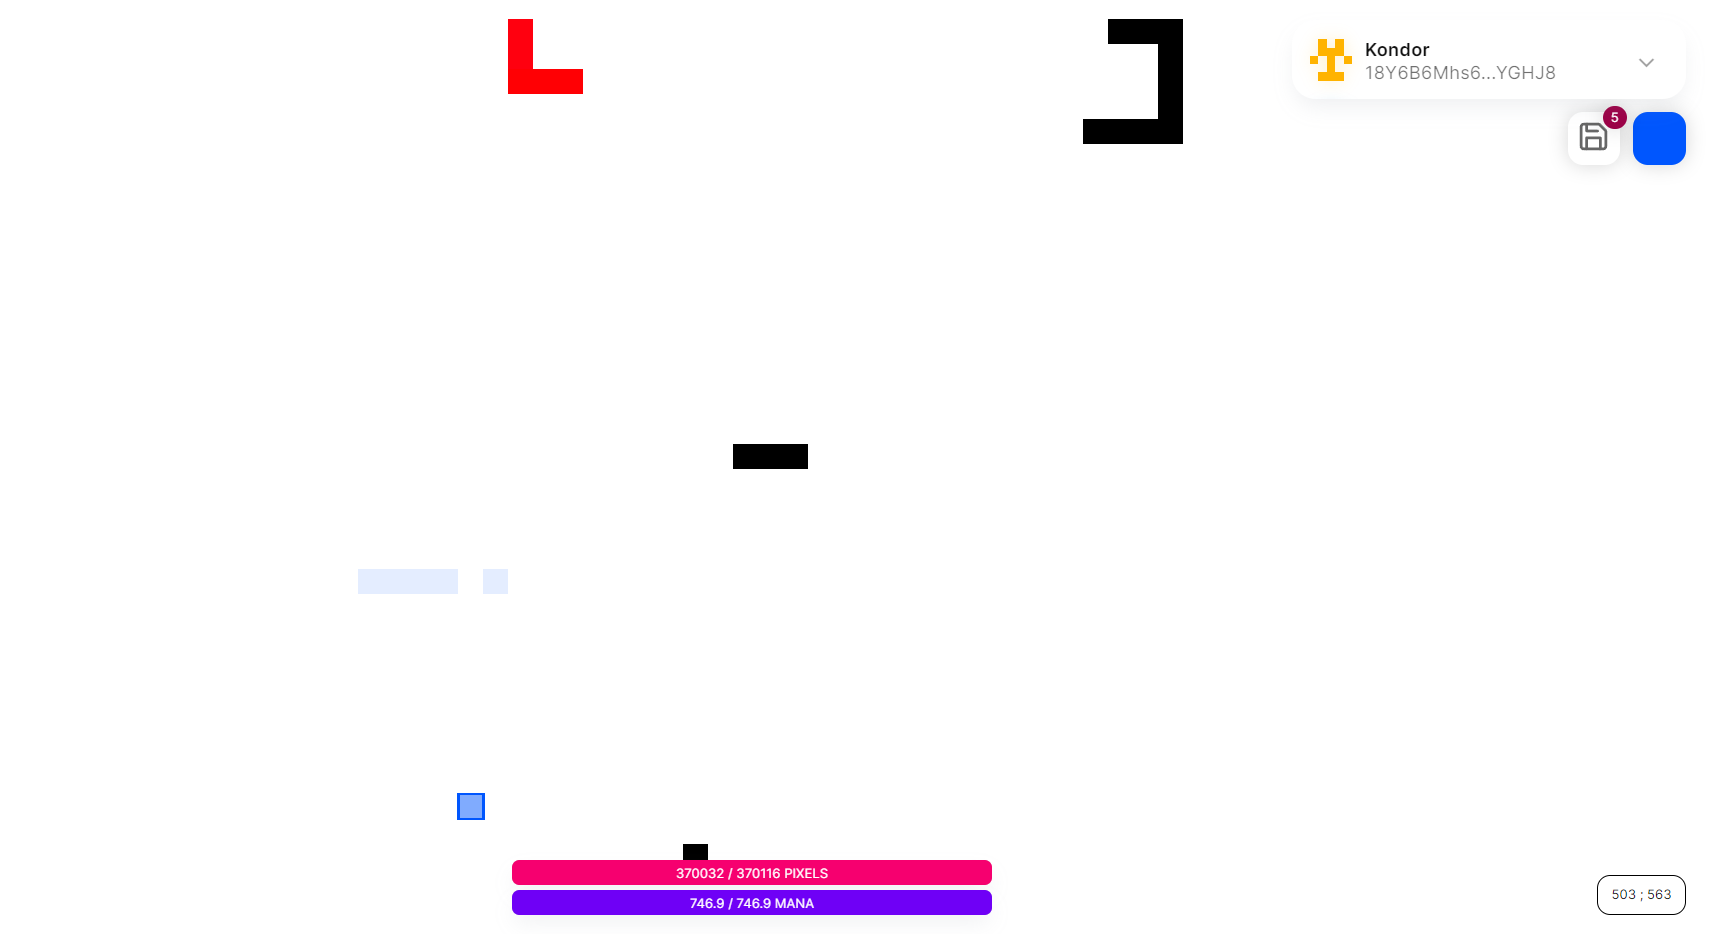 Kondor
18Y6B6Mhs6...YGHJ8
5
370032 / 370116 PIXELS
746.9 / 746.9 MANA
503 ; 563